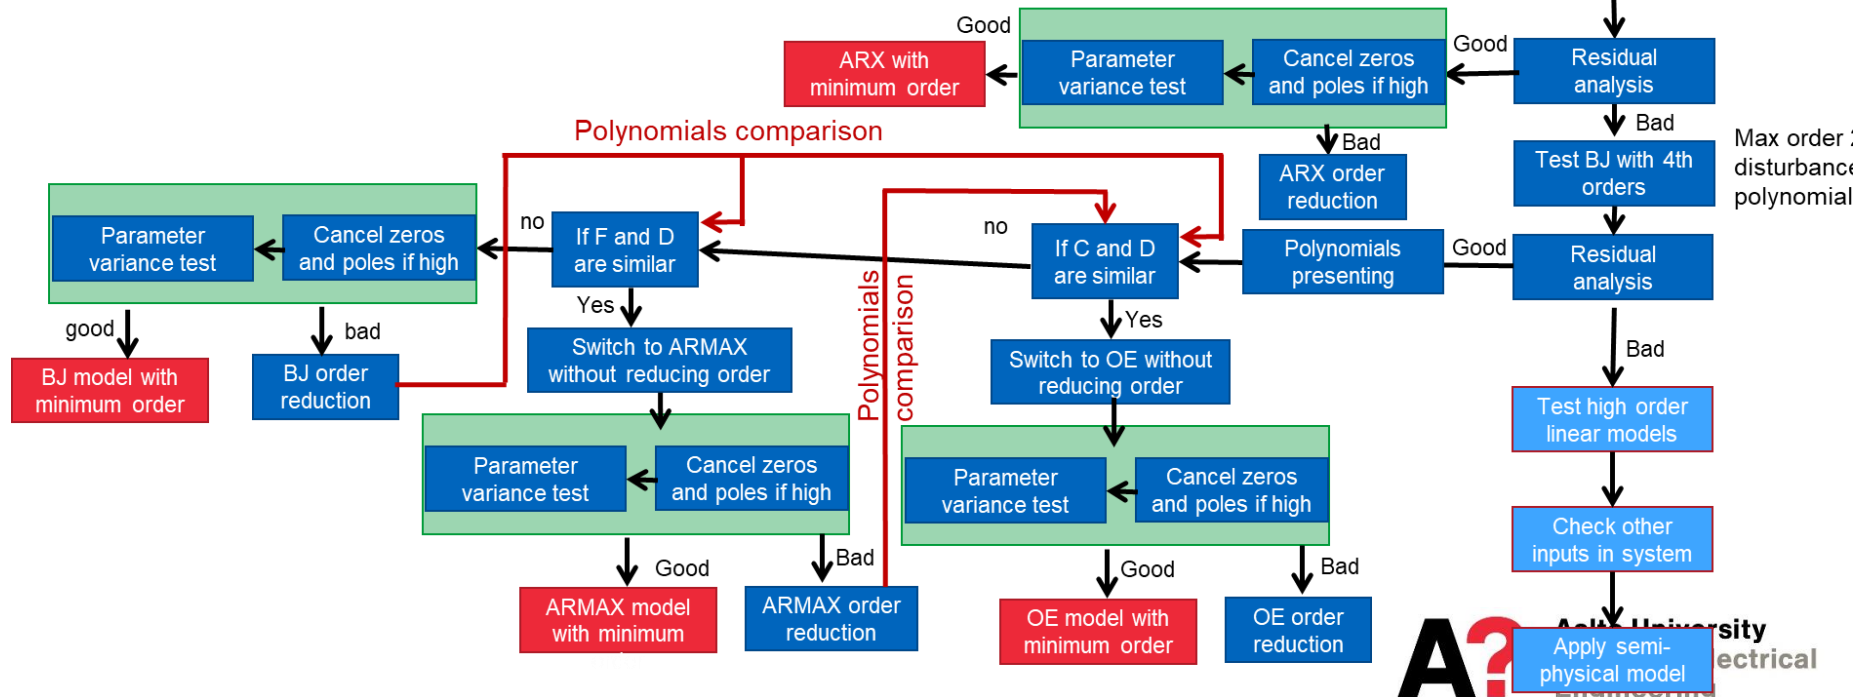 Good
ARX with
minimum order
Parameter
variance test
Cancel zeros
and poles if high
Good
Residual
analysis
Bad
Max order 2
disturbance
polynomial
Polynomials comparison
Bad
ARX order
reduction
Test BJ with 4th
orders
Parameter
variance test
Cancel zeros
and poles if high
no
If F and D
are similar
no
If C and D
are similar
Polynomials
presenting
Good
Residual
analysis
Polynomials
comparison
good
bad
Yes
Yes
Bad
BJ model with
minimum order
BJ order
reduction
Switch to ARMAX
without reducing order
Switch to OE without
reducing order
Test high order
linear models
Parameter
variance test
Cancel zeros
and poles if high
Parameter
variance test
Cancel zeros
and poles if high
Check other
inputs in system
Good
Bad
Good
Bad
ARMAX model
with minimum
ARMAX order
reduction
OE model with
minimum order
OE order
reduction
A?
Aalto University
Apply semi-
physical model
ectrical
Engineering